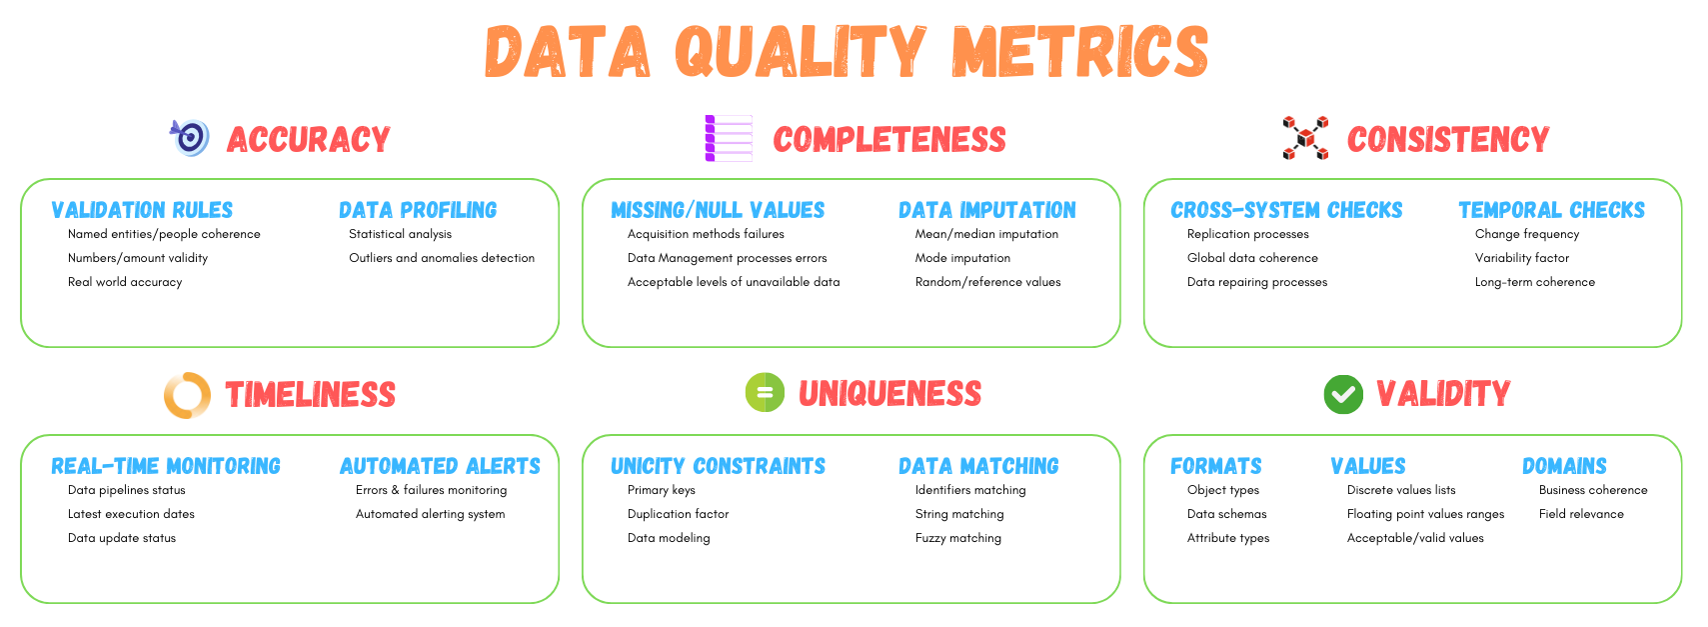 DATA QUALITY METRICS
ACCURACY
VALIDATION RULES
Named entities/people coherence
Numbers/amount validity
Real world accuracy
DATA PROFILING
Statistical analysis
Outliers and anomalies detection
COMPLETENESS
MISSING/NULL VALUES
Acquisition methods failures
Data Management processes errors
Acceptable levels of unavailable data
DATA IMPUTATION
Mean/median imputation
Mode imputation
Random/reference values
CONSISTENCY
CROSS-SYSTEM CHECKS
Replication processes
Global data coherence
Data repairing processes
TEMPORAL CHECKS
Change frequency
Variability factor
Long-term coherence
TIMELINESS
REAL-TIME MONITORING
Data pipelines status
Latest execution dates
Data update status
AUTOMATED ALERTS
Errors & failures monitoring
Automated alerting system
UNIQUENESS
UNICITY CONSTRAINTS
Primary keys
Duplication factor
Data modeling
DATA MATCHING
Identifiers matching
String matching
Fuzzy matching
VALIDITY
FORMATS
Object types
Data schemas
Attribute types
VALUES
Discrete values lists
Floating point values ranges
Acceptable/valid values
DOMAINS
Business coherence
Field relevance